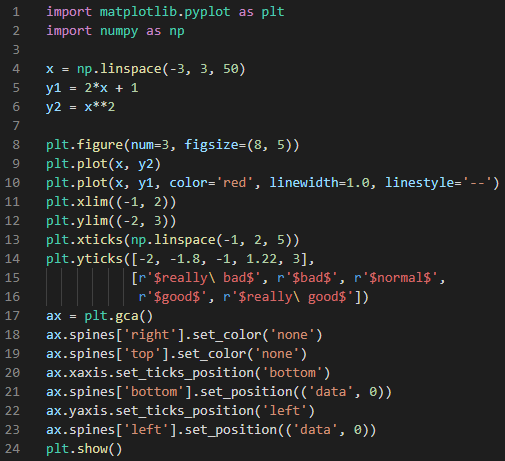 1 import matplotlib.pyplot as plt
2 import numpy as np
3
4 x = np.linspace(-3, 3, 50)
5 y1 = 2*x + 1
6 y2 = x**2
7
8 plt.figure(num=3, figsize=(8, 5))
9 plt.plot(x, y2)
10 plt.plot(x, y1, color='red', linewidth=1.0, linestyle='--')
11 plt.xlim((-1, 2))
12 plt.ylim((-2, 3))
13 plt.xticks(np.linspace(-1, 2, 5))
14 plt.yticks([-2, -1.8, -1, 1.22, 3],
15            [r'$really\ bad$', r'$bad$', r'$normal$',
16             r'$good$', r'$really\ good$'])
17 ax = plt.gca()
18 ax.spines['right'].set_color('none')
19 ax.spines['top'].set_color('none')
20 ax.xaxis.set_ticks_position('bottom')
21 ax.spines['bottom'].set_position(('data', 0))
22 ax.yaxis.set_ticks_position('left')
23 ax.spines['left'].set_position(('data', 0))
24 plt.show()